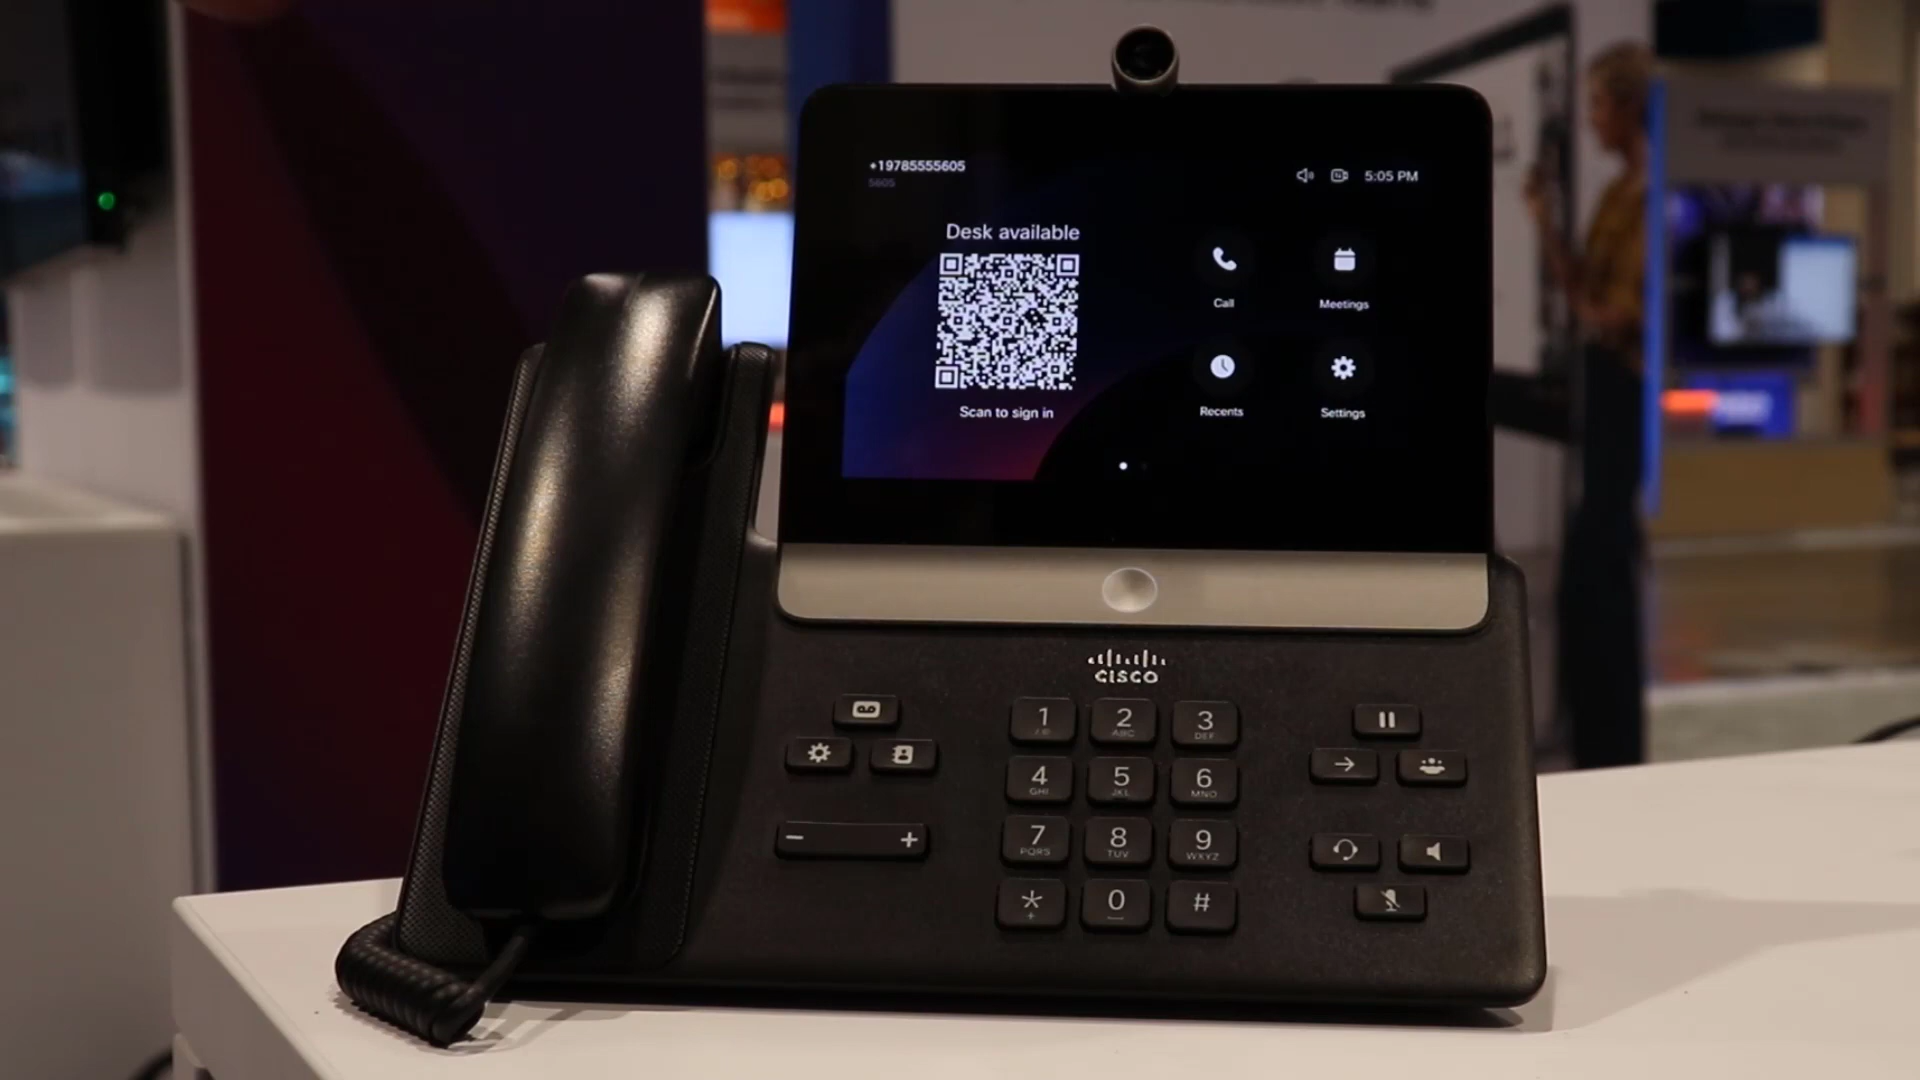 +19785555605
5605
5:05 PM
Desk available
Scan to sign in
Call
Meetings
Recents
Settings
CISCO
1
2 ABC
3 DEF
4 GHI
5 JKL
6 MNO
7 PQRS
8 TUV
9 WXYZ
*
+
0
#
− +